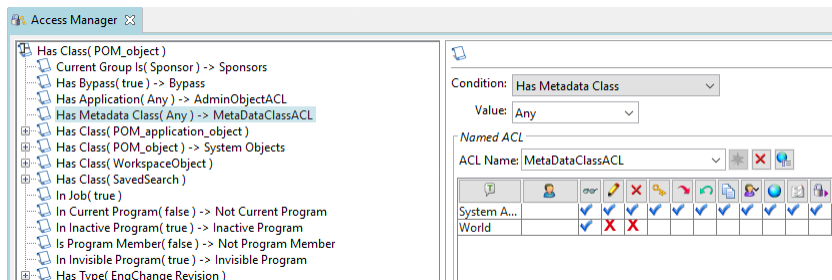 Access Manager
Has Class( POM_object )
Current Group Is( Sponsor ) -> Sponsors
Has Bypass( true ) -> Bypass
Has Application( Any ) -> AdminObjectACL
Has Metadata Class( Any ) -> MetaDataClassACL
Has Class( POM_application_object )
Has Class( POM_object ) -> System Objects
Has Class( WorkspaceObject )
Has Class( SavedSearch )
In Job( true )
In Current Program( false ) -> Not Current Program
In Inactive Program( true ) -> Inactive Program
Is Program Member( false ) -> Not Program Member
In Invisible Program( true ) -> Invisible Program
Has Type( EngChange Revision )
Condition: Has Metadata Class
Value: Any
Named ACL
ACL Name: MetaDataClassACL
System A...
World